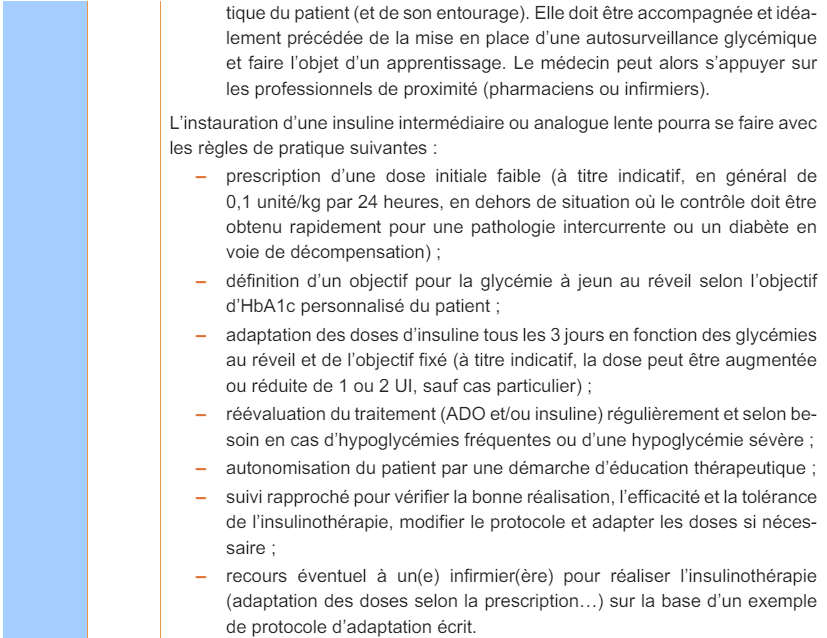 tique du patient (et de son entourage). Elle doit être accompagnée et idéa-
lement précédée de la mise en place d’une autosurveillance glycémique
et faire l’objet d’un apprentissage. Le médecin peut alors s’appuyer sur
les professionnels de proximité (pharmaciens ou infirmiers).
L’instauration d’une insuline intermédiaire ou analogue lente pourra se faire avec
les règles de pratique suivantes :
– prescription d’une dose initiale faible (à titre indicatif, en général de
0,1 unité/kg par 24 heures, en dehors de situation où le contrôle doit être
obtenu rapidement pour une pathologie intercurrente ou un diabète en
voie de décompensation) ;
– définition d’un objectif pour la glycémie à jeun au réveil selon l’objectif
d’HbA1c personnalisé du patient ;
– adaptation des doses d’insuline tous les 3 jours en fonction des glycémies
au réveil et de l’objectif fixé (à titre indicatif, la dose peut être augmentée
ou réduite de 1 ou 2 UI, sauf cas particulier) ;
– réévaluation du traitement (ADO et/ou insuline) régulièrement et selon be-
soin en cas d’hypoglycémies fréquentes ou d’une hypoglycémie sévère ;
– autonomisation du patient par une démarche d’éducation thérapeutique ;
– suivi rapproché pour vérifier la bonne réalisation, l’efficacité et la tolérance
de l’insulinothérapie, modifier le protocole et adapter les doses si néces-
saire ;
– recours éventuel à un(e) infirmier(ère) pour réaliser l’insulinothérapie
(adaptation des doses selon la prescription…) sur la base d’un exemple
de protocole d’adaptation écrit.